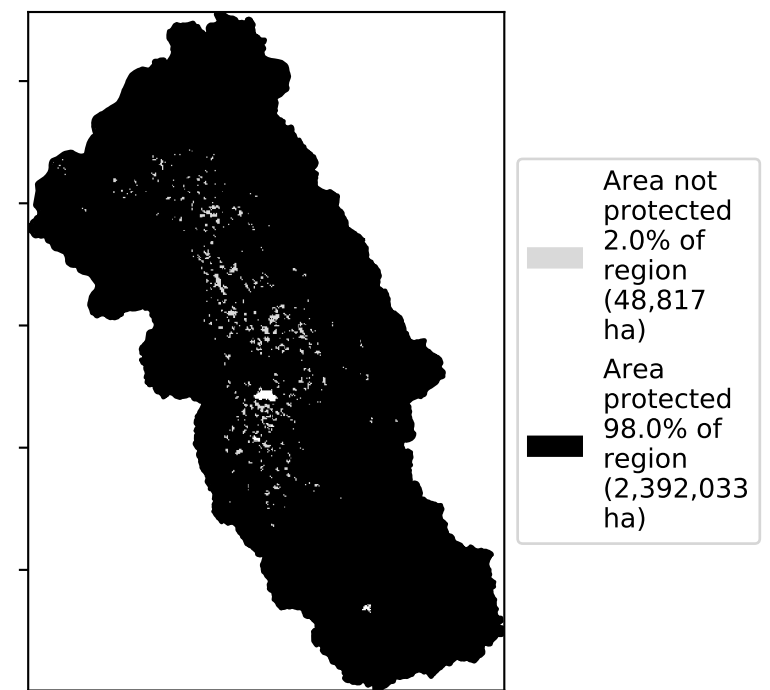 Area not
protected
2.0% of
region
(48,817
ha)
Area
protected
98.0% of
region
(2,392,033
ha)